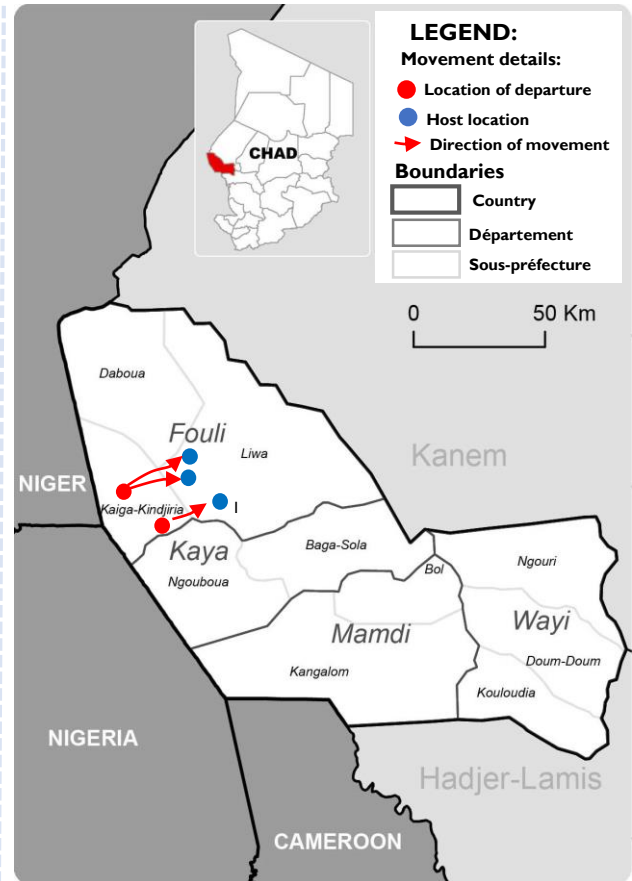 LEGEND:
Movement details:
Location of departure
Host location
Direction of movement
Boundaries
Country
Département
Sous-préfecture
CHAD
0 50 Km
Daboua
Fouli
Liwa
Kanem
NIGER
Kaiga-Kindjiria
I
Kaya
Baga-Sola
Ngouboua
Bol
Ngouri
Wayi
Mamdi
Doum-Doum
Kangalom
Kouloudia
NIGERIA
Hadjer-Lamis
CAMEROON